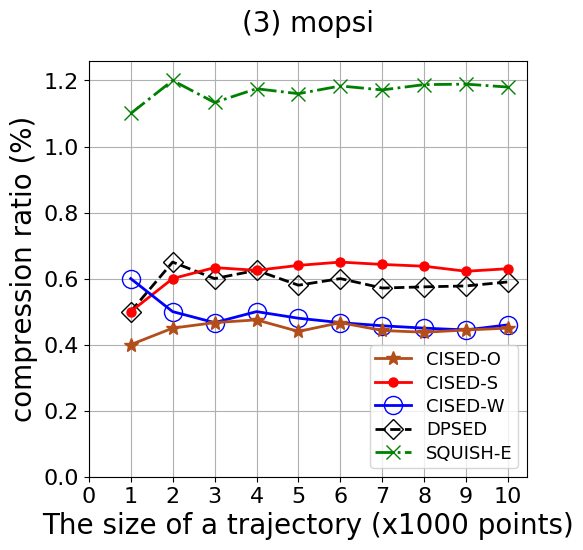 (3) mopsi
compression ratio (%)
1.2
1.0
0.8
0.6
0.4
0.2
0.0
CISED-O
CISED-S
CISED-W
DPSED
SQUISH-E
0 1 2 3 4 5 6 7 8 9 10
The size of a trajectory (x1000 points)